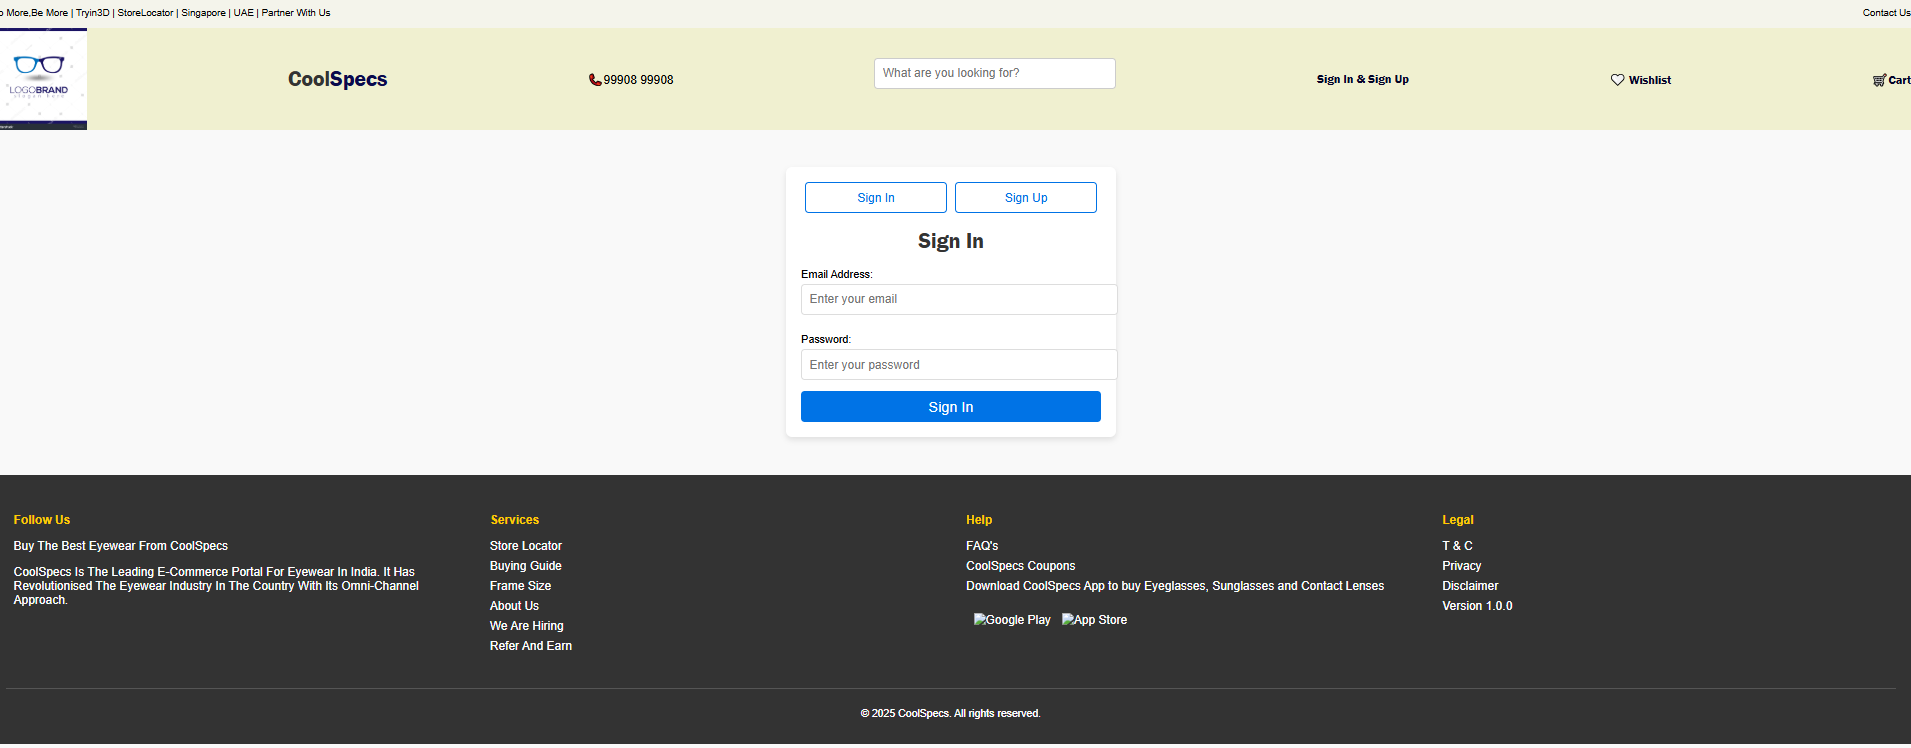 o More,Be More | Tryin3D | StoreLocator | Singapore | UAE | Partner With Us
Contact Us
LOGOBRAND
CoolSpecs
99908 99908
What are you looking for?
Sign In & Sign Up
Wishlist
Cart
Sign In
Sign Up
Sign In
Email Address:
Enter your email
Password:
Enter your password
Sign In
Follow Us
Buy The Best Eyewear From CoolSpecs
CoolSpecs Is The Leading E-Commerce Portal For Eyewear In India. It Has
Revolutionised The Eyewear Industry In The Country With Its Omni-Channel
Approach.
Services
Store Locator
Buying Guide
Frame Size
About Us
We Are Hiring
Refer And Earn
Help
FAQ's
CoolSpecs Coupons
Download CoolSpecs App to buy Eyeglasses, Sunglasses and Contact Lenses
Google Play
App Store
Legal
T & C
Privacy
Disclaimer
Version 1.0.0
© 2025 CoolSpecs. All rights reserved.